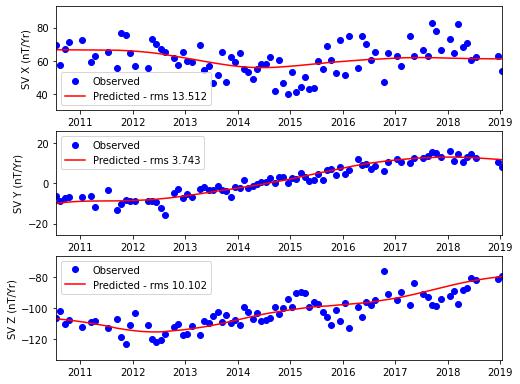 SV X (nT/Yr)
80
60
40
Observed
Predicted - rms 13.512
2011 2012 2013 2014 2015 2016 2017 2018 2019
SV Y (nT/Yr)
20
0
−20
Observed
Predicted - rms 3.743
2011 2012 2013 2014 2015 2016 2017 2018 2019
SV Z (nT/Yr)
−80
−100
−120
Observed
Predicted - rms 10.102
2011 2012 2013 2014 2015 2016 2017 2018 2019